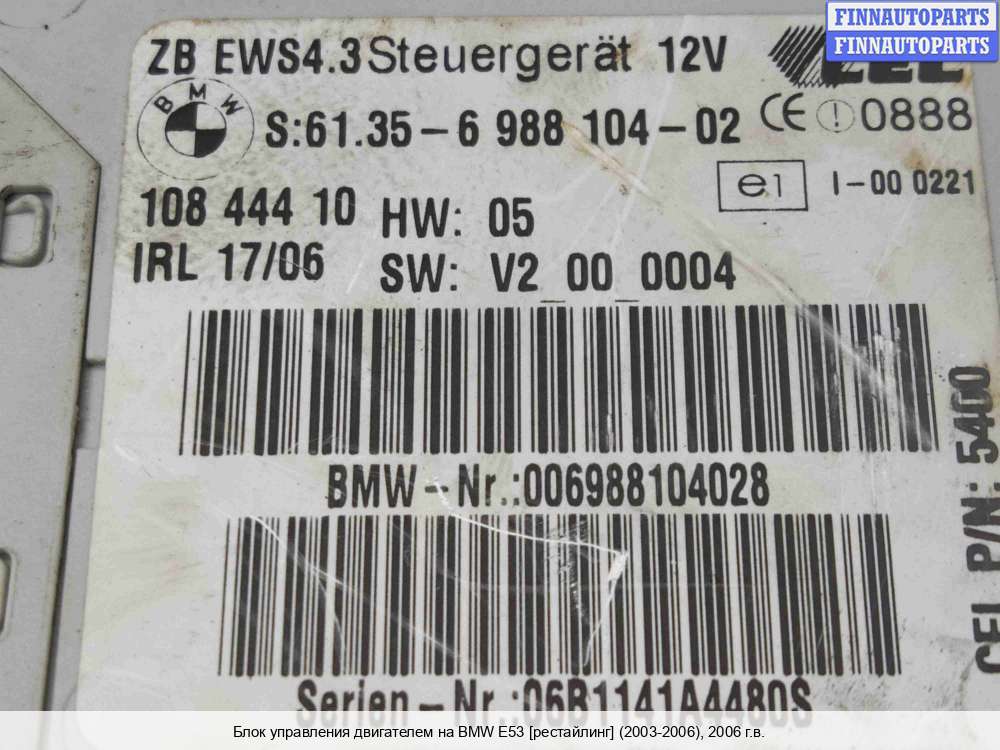 FINNAUTOPARTS
FINNAUTOPARTS
ZB EWS4.3 Steuergerät 12V
CEL
BMW
S:61.35-6 988 104-02 CE 0888
e1 I-00 0221
108 444 10 HW: 05
IRL 17/06 SW: V2_00_0004
BMW-Nr.:006988104028
CEL P/N: 5400
Serien-Nr.:06B1141A4480S
Блок управления двигателем на BMW E53 [рестайлинг] (2003-2006), 2006 г.в.